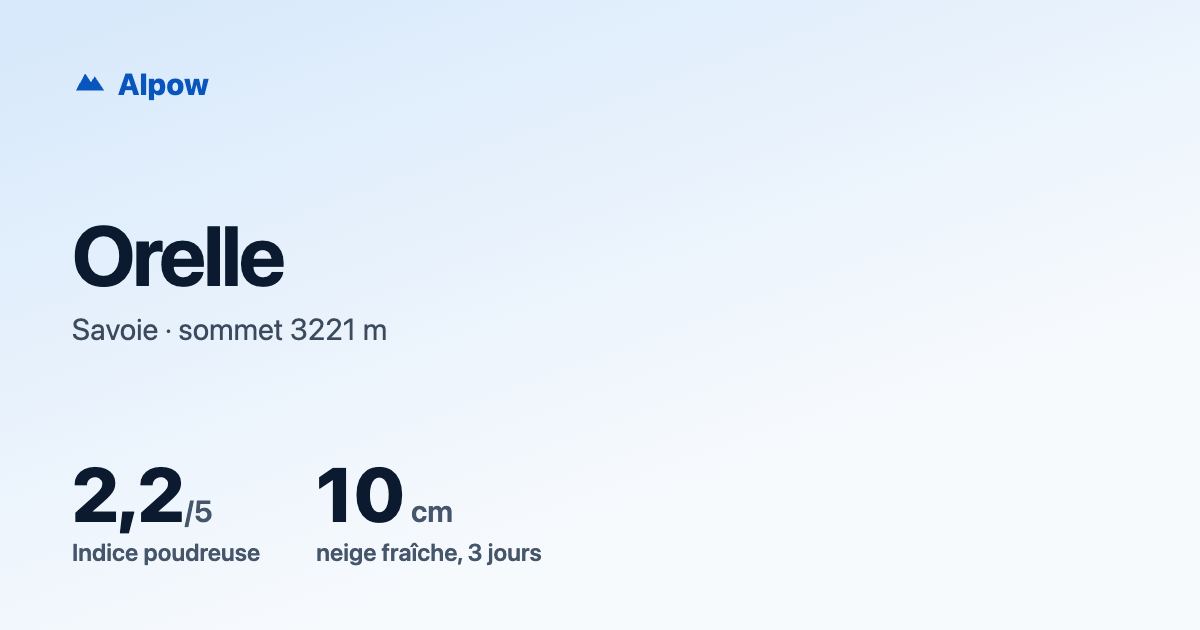 Alpow
Orelle
Savoie · sommet 3221 m
2,2/5
Indice poudreuse
10 cm
neige fraîche, 3 jours